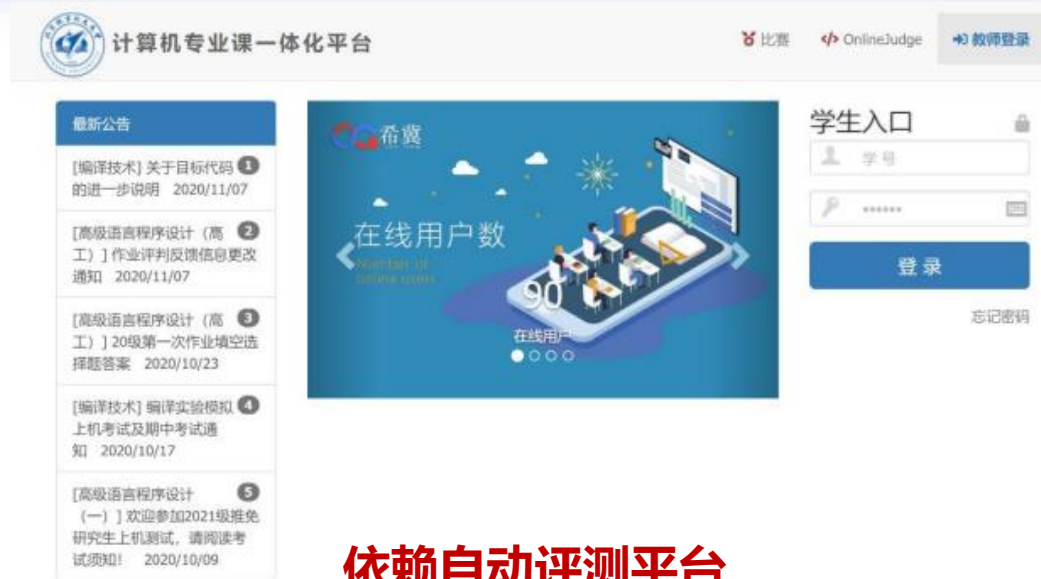 计算机专业课一体化平台
比赛 </> OnlineJudge 教师登录
最新公告
[编译技术] 关于目标代码 1
的进一步说明 2020/11/07
[高级语言程序设计（高 2
工）] 作业评判反馈信息更改
通知 2020/11/07
[高级语言程序设计（高 3
工）] 20级第一次作业填空选
择题答案 2020/10/23
[编译技术] 编译实验模拟 4
上机考试及期中考试通
知 2020/10/17
[高级语言程序设计 5
（一）] 欢迎参加2021级推免
研究生上机测试，请阅读考
试须知! 2020/10/09
希冀
在线用户数
Number of
online users
90
在线用户
学生入口
学号
••••••
登录
忘记密码
依赖自动评测平台